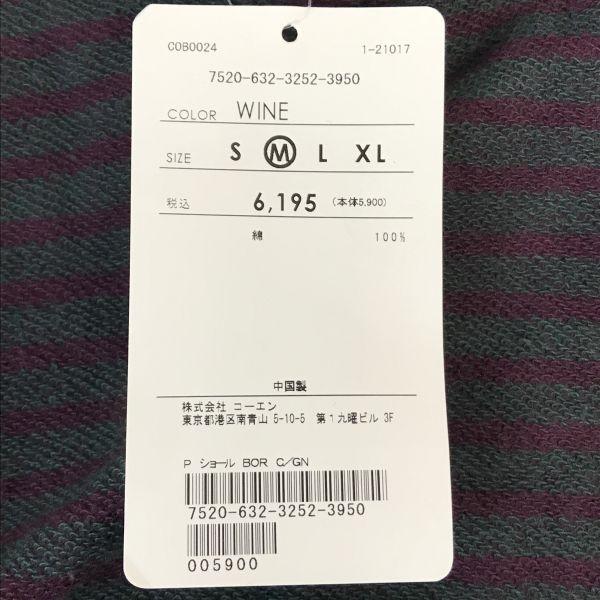 C0B0024 1-21017
7520-632-3252-3950
COLOR WINE
SIZE S M L XL
税込 6,195 (本体5,900)
綿 100%
中国製
株式会社 コーエン
東京都港区南青山 5-10-5 第1九曜ビル 3F
P ショール BOR C/GN
7520-632-3252-3950
005900